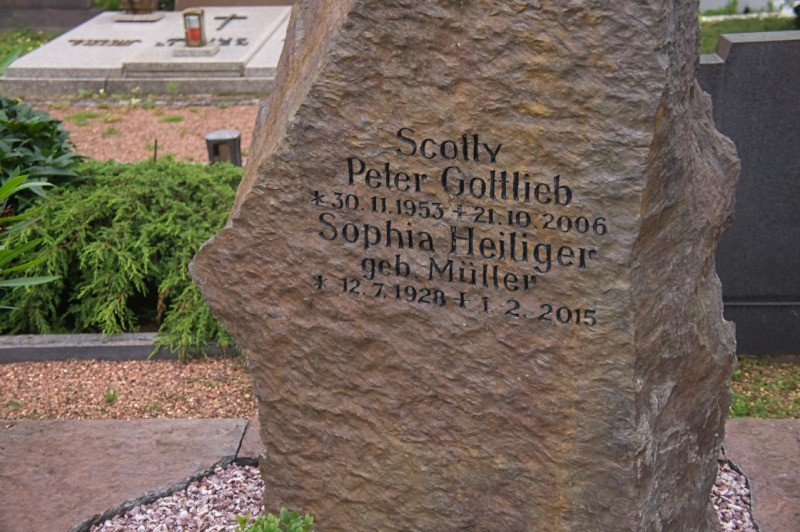 Scotty
Peter Gottlieb
* 30.11.1953 + 21.10.2006
Sophia Heiliger
geb. Müller
* 12.7.1928 + 1.2.2015